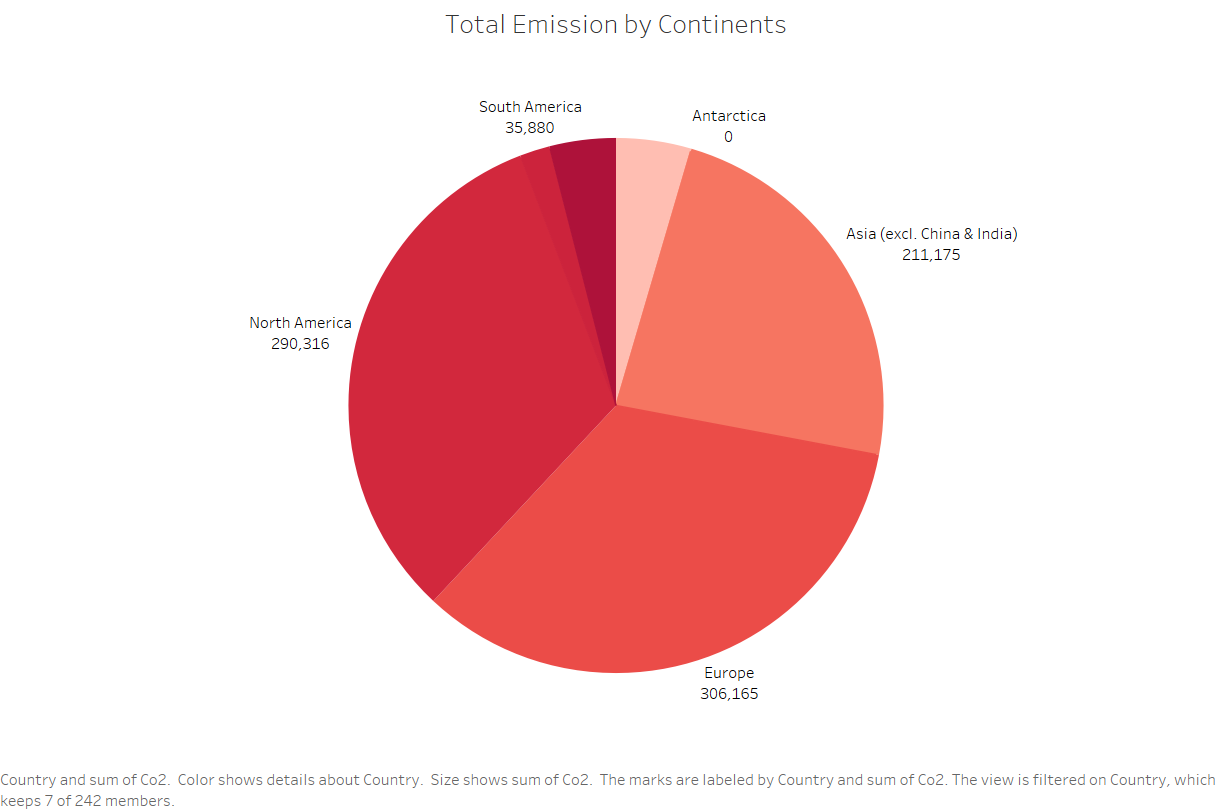 Total Emission by Continents
South America
35,880
Antarctica
0
Asia (excl. China & India)
211,175
North America
290,316
Europe
306,165
Country and sum of Co2.  Color shows details about Country.  Size shows sum of Co2.  The marks are labeled by Country and sum of Co2. The view is filtered on Country, which
keeps 7 of 242 members.